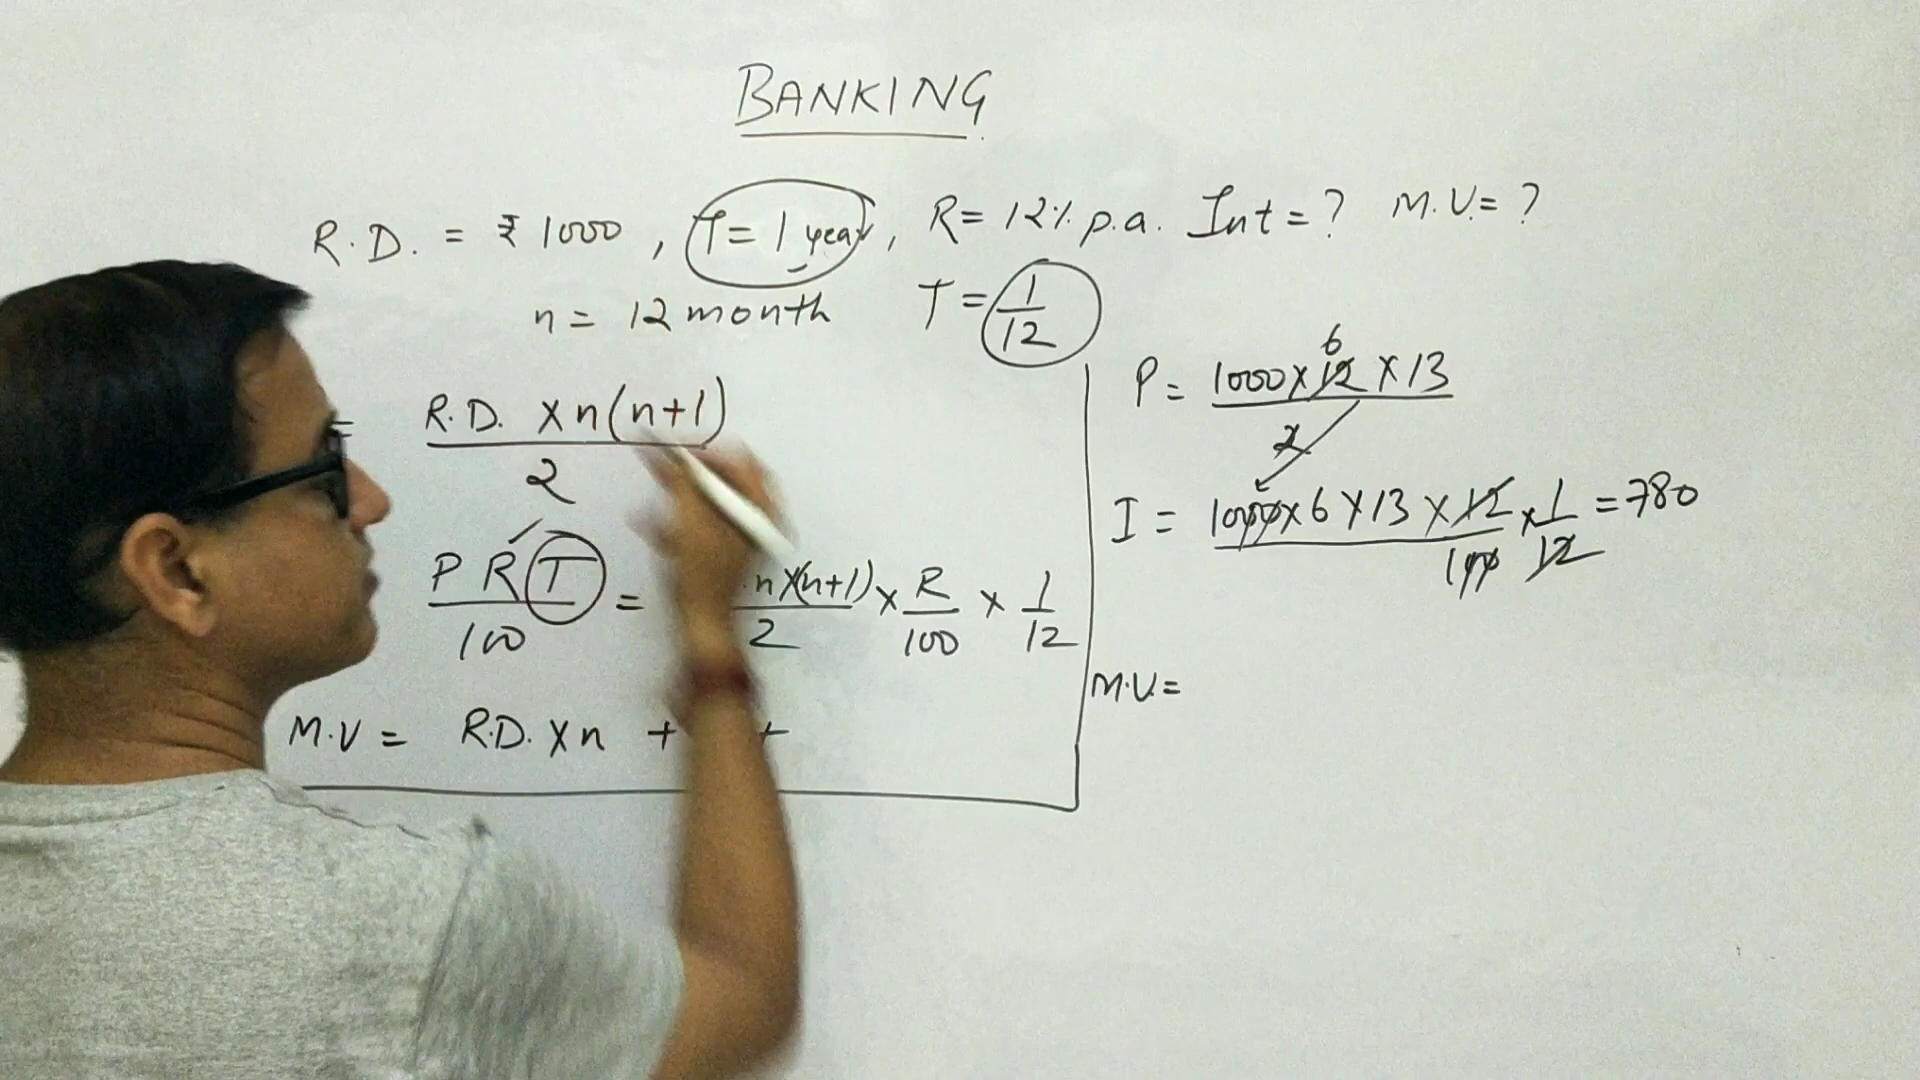 BANKING
R.D. = ₹ 1000, T= 1 year, R= 12% p.a. Int = ? M.V.= ?
n = 12 month T = 1/12
= R.D. × n(n+1) / 2
P R T / 100 = n×(n+1) / 2 × R/100 × 1/12
M.V = R.D. × n + +
P = 1000 × 12 × 13 / 2
6
I = 1000 × 6 × 13 × 12 / 100 × 1/12 = 780
M.V. =